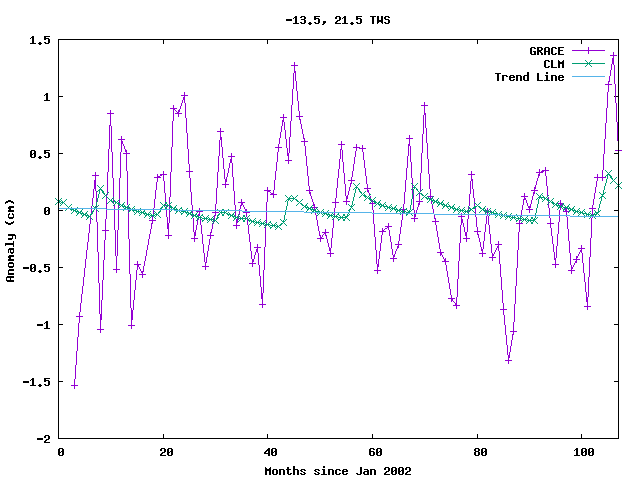 -13.5, 21.5 TWS
GRACE
CLM
Trend Line
1.5
1
0.5
0
-0.5
-1
-1.5
-2
Anomaly (cm)
0 20 40 60 80 100
Months since Jan 2002